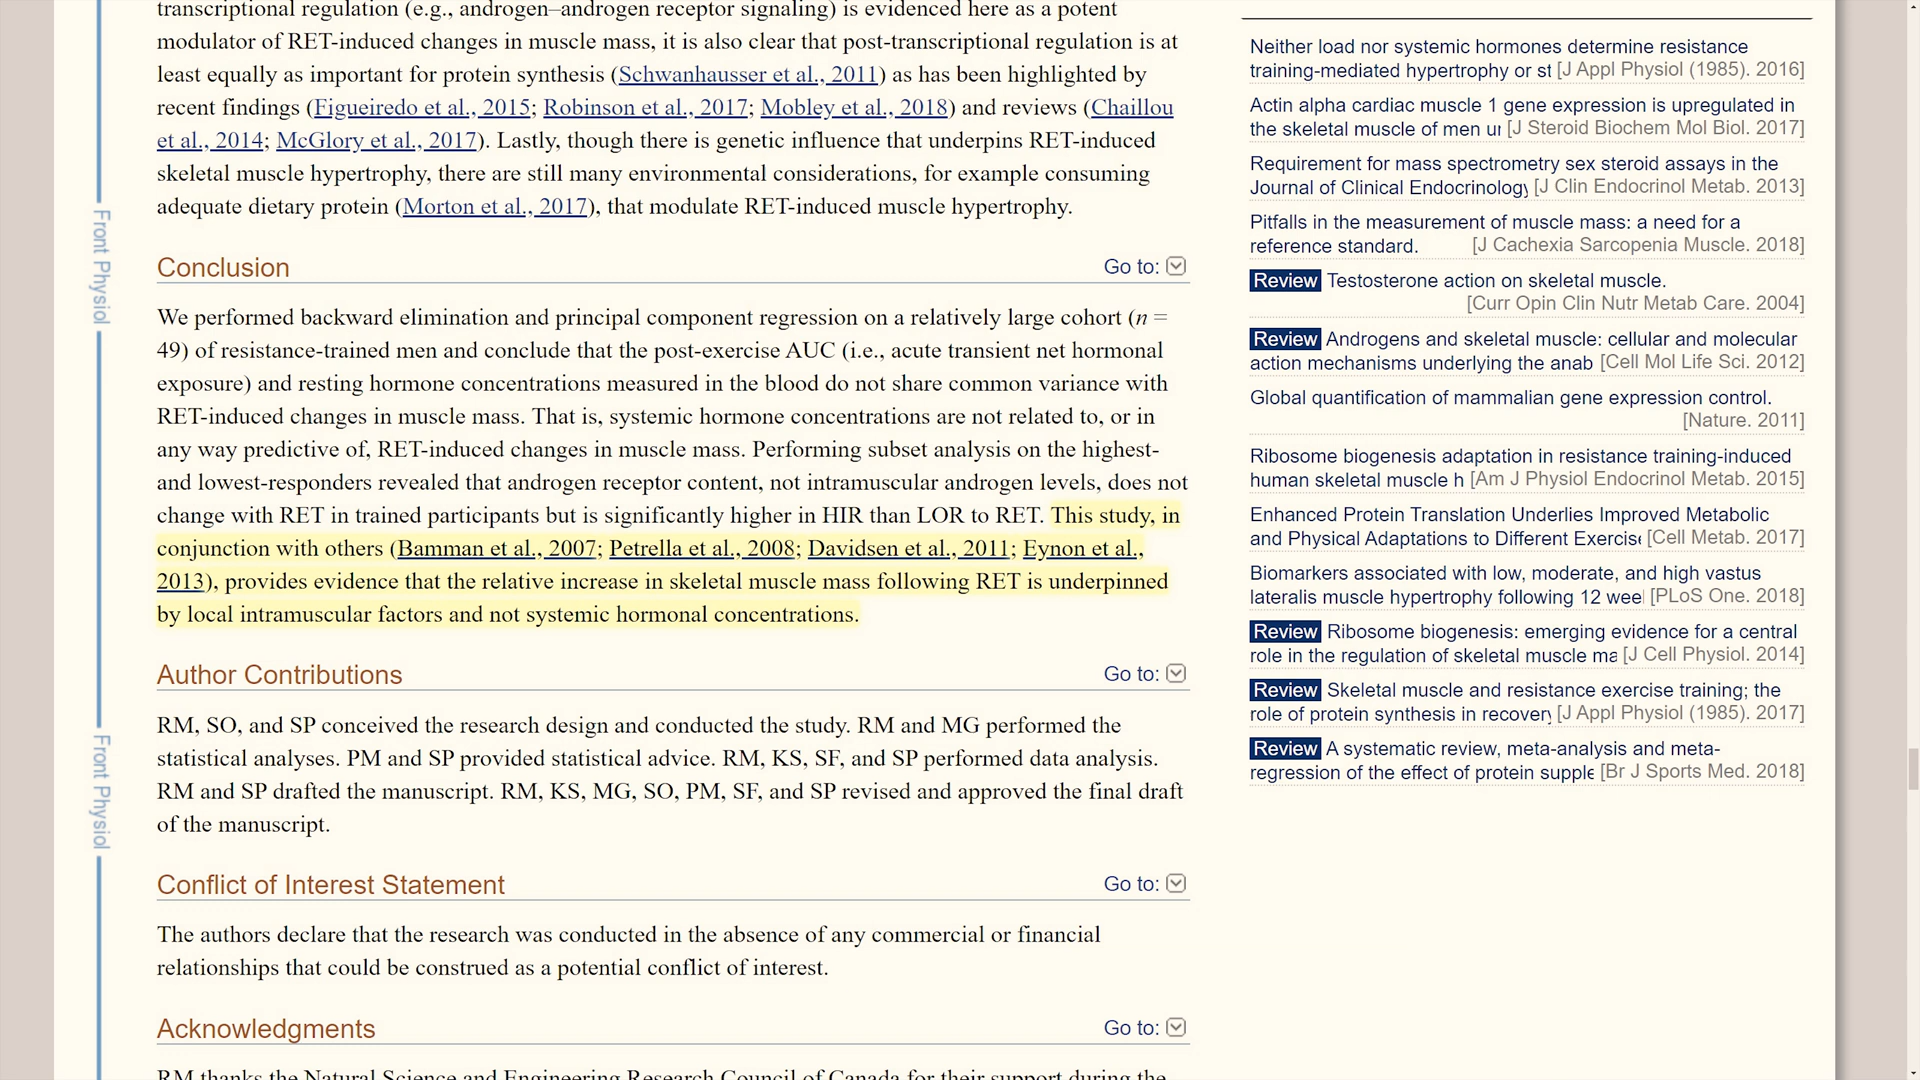 transcriptional regulation (e.g., androgen–androgen receptor signaling) is evidenced here as a potent
modulator of RET-induced changes in muscle mass, it is also clear that post-transcriptional regulation is at
least equally as important for protein synthesis (Schwanhausser et al., 2011) as has been highlighted by
recent findings (Figueiredo et al., 2015; Robinson et al., 2017; Mobley et al., 2018) and reviews (Chaillou
et al., 2014; McGlory et al., 2017). Lastly, though there is genetic influence that underpins RET-induced
skeletal muscle hypertrophy, there are still many environmental considerations, for example consuming
adequate dietary protein (Morton et al., 2017), that modulate RET-induced muscle hypertrophy.
Conclusion
Go to:
We performed backward elimination and principal component regression on a relatively large cohort (n =
49) of resistance-trained men and conclude that the post-exercise AUC (i.e., acute transient net hormonal
exposure) and resting hormone concentrations measured in the blood do not share common variance with
RET-induced changes in muscle mass. That is, systemic hormone concentrations are not related to, or in
any way predictive of, RET-induced changes in muscle mass. Performing subset analysis on the highest-
and lowest-responders revealed that androgen receptor content, not intramuscular androgen levels, does not
change with RET in trained participants but is significantly higher in HIR than LOR to RET. This study, in
conjunction with others (Bamman et al., 2007; Petrella et al., 2008; Davidsen et al., 2011; Eynon et al.,
2013), provides evidence that the relative increase in skeletal muscle mass following RET is underpinned
by local intramuscular factors and not systemic hormonal concentrations.
Author Contributions
Go to:
RM, SO, and SP conceived the research design and conducted the study. RM and MG performed the
statistical analyses. PM and SP provided statistical advice. RM, KS, SF, and SP performed data analysis.
RM and SP drafted the manuscript. RM, KS, MG, SO, PM, SF, and SP revised and approved the final draft
of the manuscript.
Conflict of Interest Statement
Go to:
The authors declare that the research was conducted in the absence of any commercial or financial
relationships that could be construed as a potential conflict of interest.
Acknowledgments
Go to:
RM thanks the Natural Science and Engineering Research Council of Canada for their support during the
Front Physiol
Front Physiol
Neither load nor systemic hormones determine resistance
training-mediated hypertrophy or st [J Appl Physiol (1985). 2016]
Actin alpha cardiac muscle 1 gene expression is upregulated in
the skeletal muscle of men ur [J Steroid Biochem Mol Biol. 2017]
Requirement for mass spectrometry sex steroid assays in the
Journal of Clinical Endocrinology [J Clin Endocrinol Metab. 2013]
Pitfalls in the measurement of muscle mass: a need for a
reference standard. [J Cachexia Sarcopenia Muscle. 2018]
Review Testosterone action on skeletal muscle.
[Curr Opin Clin Nutr Metab Care. 2004]
Review Androgens and skeletal muscle: cellular and molecular
action mechanisms underlying the anab [Cell Mol Life Sci. 2012]
Global quantification of mammalian gene expression control.
[Nature. 2011]
Ribosome biogenesis adaptation in resistance training-induced
human skeletal muscle h [Am J Physiol Endocrinol Metab. 2015]
Enhanced Protein Translation Underlies Improved Metabolic
and Physical Adaptations to Different Exercise [Cell Metab. 2017]
Biomarkers associated with low, moderate, and high vastus
lateralis muscle hypertrophy following 12 wee [PLoS One. 2018]
Review Ribosome biogenesis: emerging evidence for a central
role in the regulation of skeletal muscle ma [J Cell Physiol. 2014]
Review Skeletal muscle and resistance exercise training; the
role of protein synthesis in recovery [J Appl Physiol (1985). 2017]
Review A systematic review, meta-analysis and meta-
regression of the effect of protein supple [Br J Sports Med. 2018]